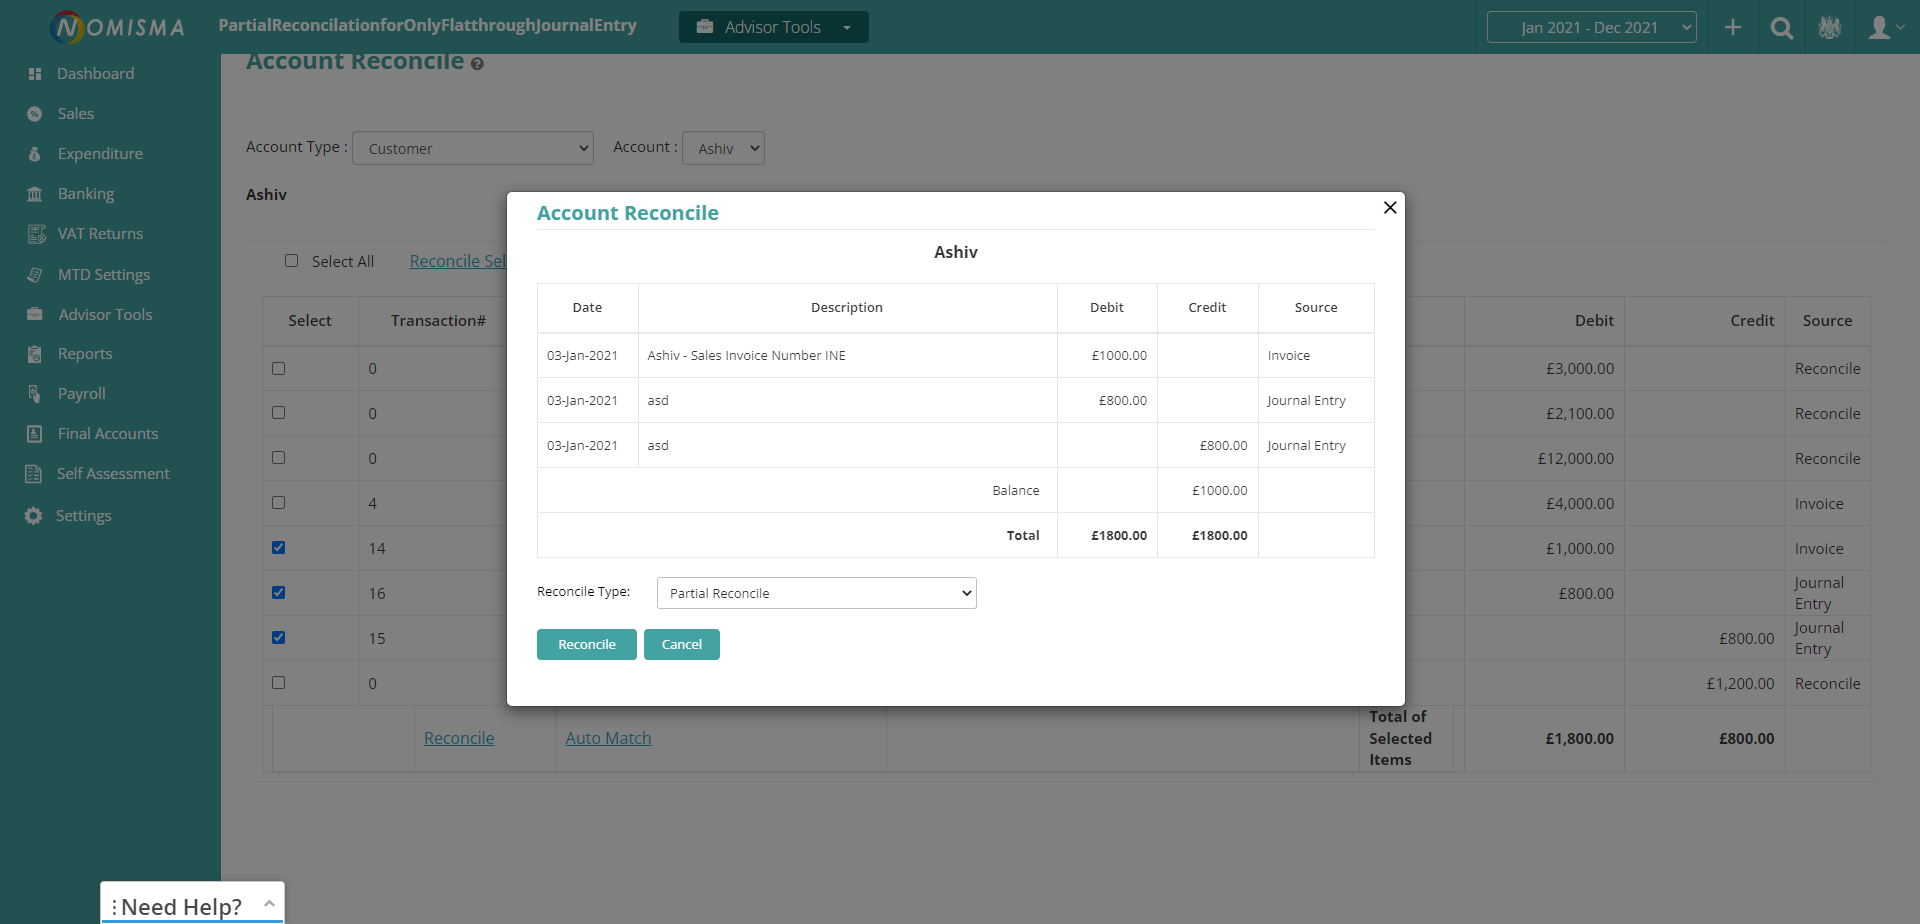 NOMISMA
PartialReconcilationforOnlyFlatthroughJournalEntry
Advisor Tools
Jan 2021 - Dec 2021
Dashboard
Sales
Expenditure
Banking
VAT Returns
MTD Settings
Advisor Tools
Reports
Payroll
Final Accounts
Self Assessment
Settings
Account Reconcile ?
Account Type : Customer Account : Ashiv
Ashiv
Select All Reconcile Sel
Select Transaction# Debit Credit Source
0 £3,000.00 Reconcile
0 £2,100.00 Reconcile
0 £12,000.00 Reconcile
4 £4,000.00 Invoice
14 £1,000.00 Invoice
16 £800.00 Journal Entry
15 £800.00 Journal Entry
0 £1,200.00 Reconcile
Reconcile Auto Match Total of Selected Items £1,800.00 £800.00
Account Reconcile
Ashiv
Date Description Debit Credit Source
03-Jan-2021 Ashiv - Sales Invoice Number INE £1000.00 Invoice
03-Jan-2021 asd £800.00 Journal Entry
03-Jan-2021 asd £800.00 Journal Entry
Balance £1000.00
Total £1800.00 £1800.00
Reconcile Type: Partial Reconcile
Reconcile Cancel
Need Help?